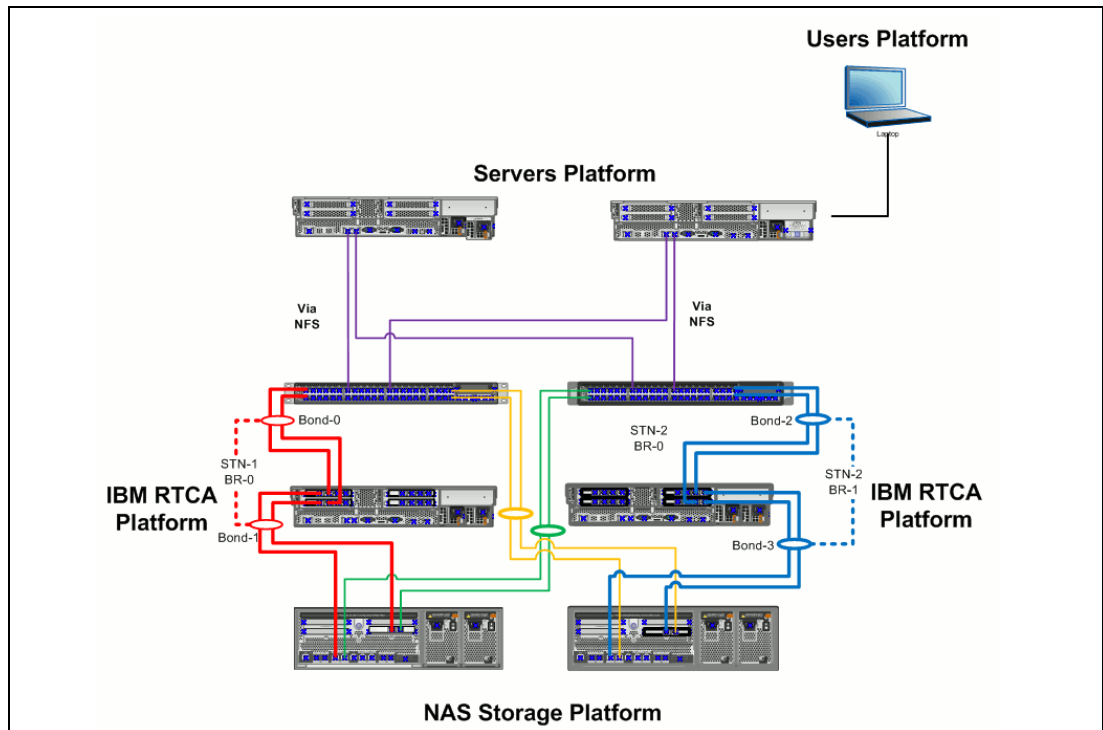 Users Platform
Laptop
Servers Platform
Via
NFS
Via
NFS
Bond-0
STN-2
BR-0
Bond-2
STN-1
BR-0
STN-2
BR-1
IBM RTCA
Platform
IBM RTCA
Platform
Bond-1
Bond-3
NAS Storage Platform